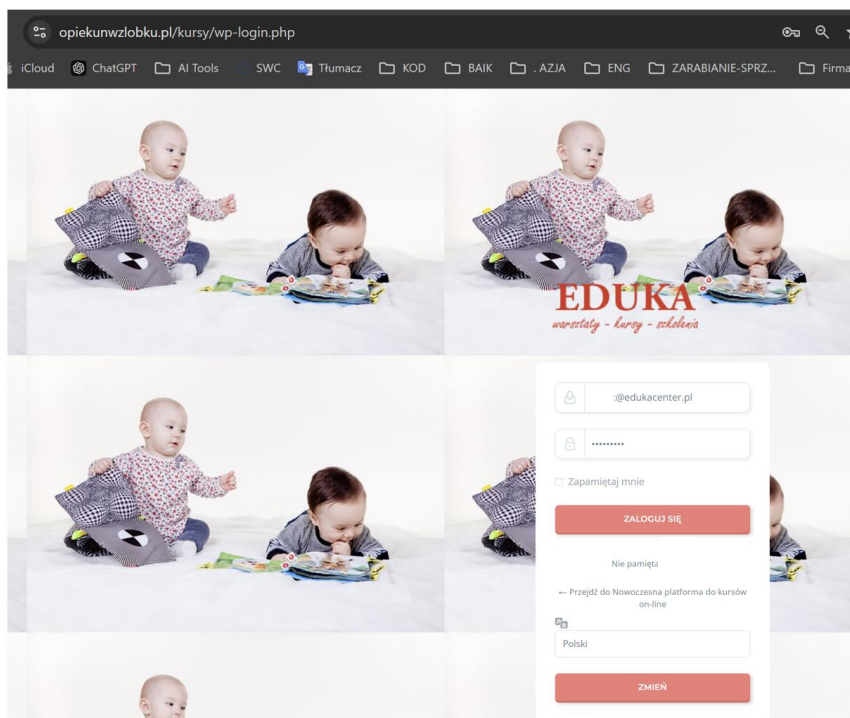 opiekunwzlobku.pl/kursy/wp-login.php
iCloud ChatGPT AI Tools SWC Tłumacz KOD BAIK . AZJA ENG ZARABIANIE-SPRZ... Firma
EDUKA
warsztaty – kursy – szkolenia
:@edukacenter.pl
Zapamiętaj mnie
ZALOGUJ SIĘ
Nie pamięta
← Przejdź do Nowoczesna platforma do kursów
on-line
Polski
ZMIEŃ